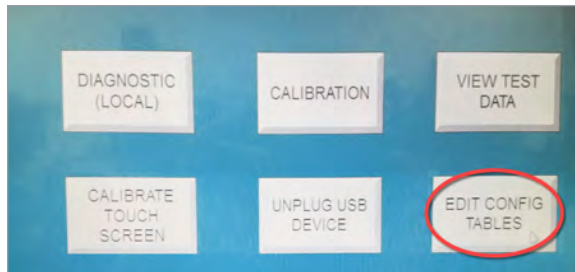 DIAGNOSTIC
(LOCAL)
CALIBRATION
VIEW TEST
DATA
CALIBRATE
TOUCH
SCREEN
UNPLUG USB
DEVICE
EDIT CONFIG
TABLES